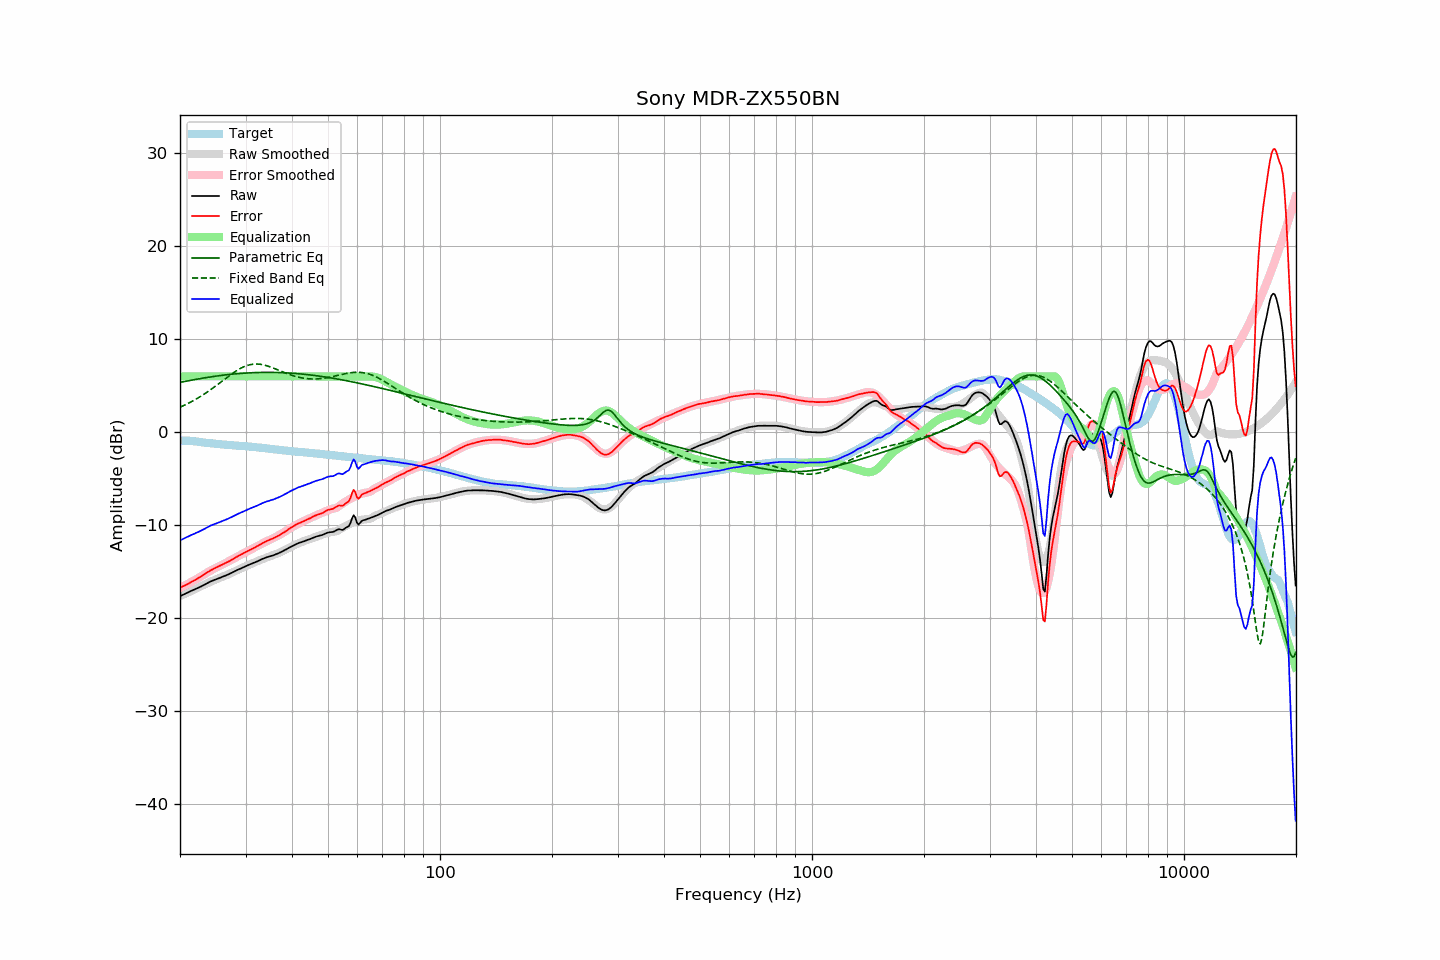 Sony MDR-ZX550BN
Target
Raw Smoothed
Error Smoothed
Raw
Error
Equalization
Parametric Eq
Fixed Band Eq
Equalized
30
20
10
0
−10
−20
−30
−40
Amplitude (dBr)
100
1000
10000
Frequency (Hz)